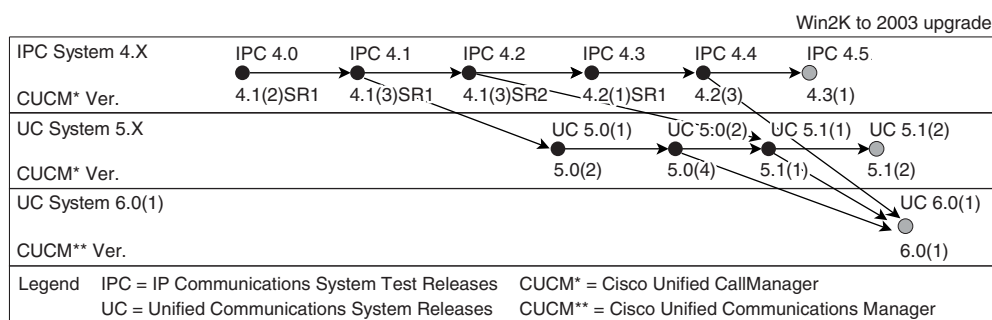 Win2K to 2003 upgrade
IPC System 4.X
IPC 4.0 IPC 4.1 IPC 4.2 IPC 4.3 IPC 4.4 IPC 4.5
CUCM* Ver.
4.1(2)SR1 4.1(3)SR1 4.1(3)SR2 4.2(1)SR1 4.2(3) 4.3(1)
UC System 5.X
UC 5.0(1) UC 5.0(2) UC 5.1(1) UC 5.1(2)
CUCM* Ver.
5.0(2) 5.0(4) 5.1(1) 5.1(2)
UC System 6.0(1)
UC 6.0(1)
CUCM** Ver.
6.0(1)
Legend IPC = IP Communications System Test Releases CUCM* = Cisco Unified CallManager
UC = Unified Communications System Releases CUCM** = Cisco Unified Communications Manager